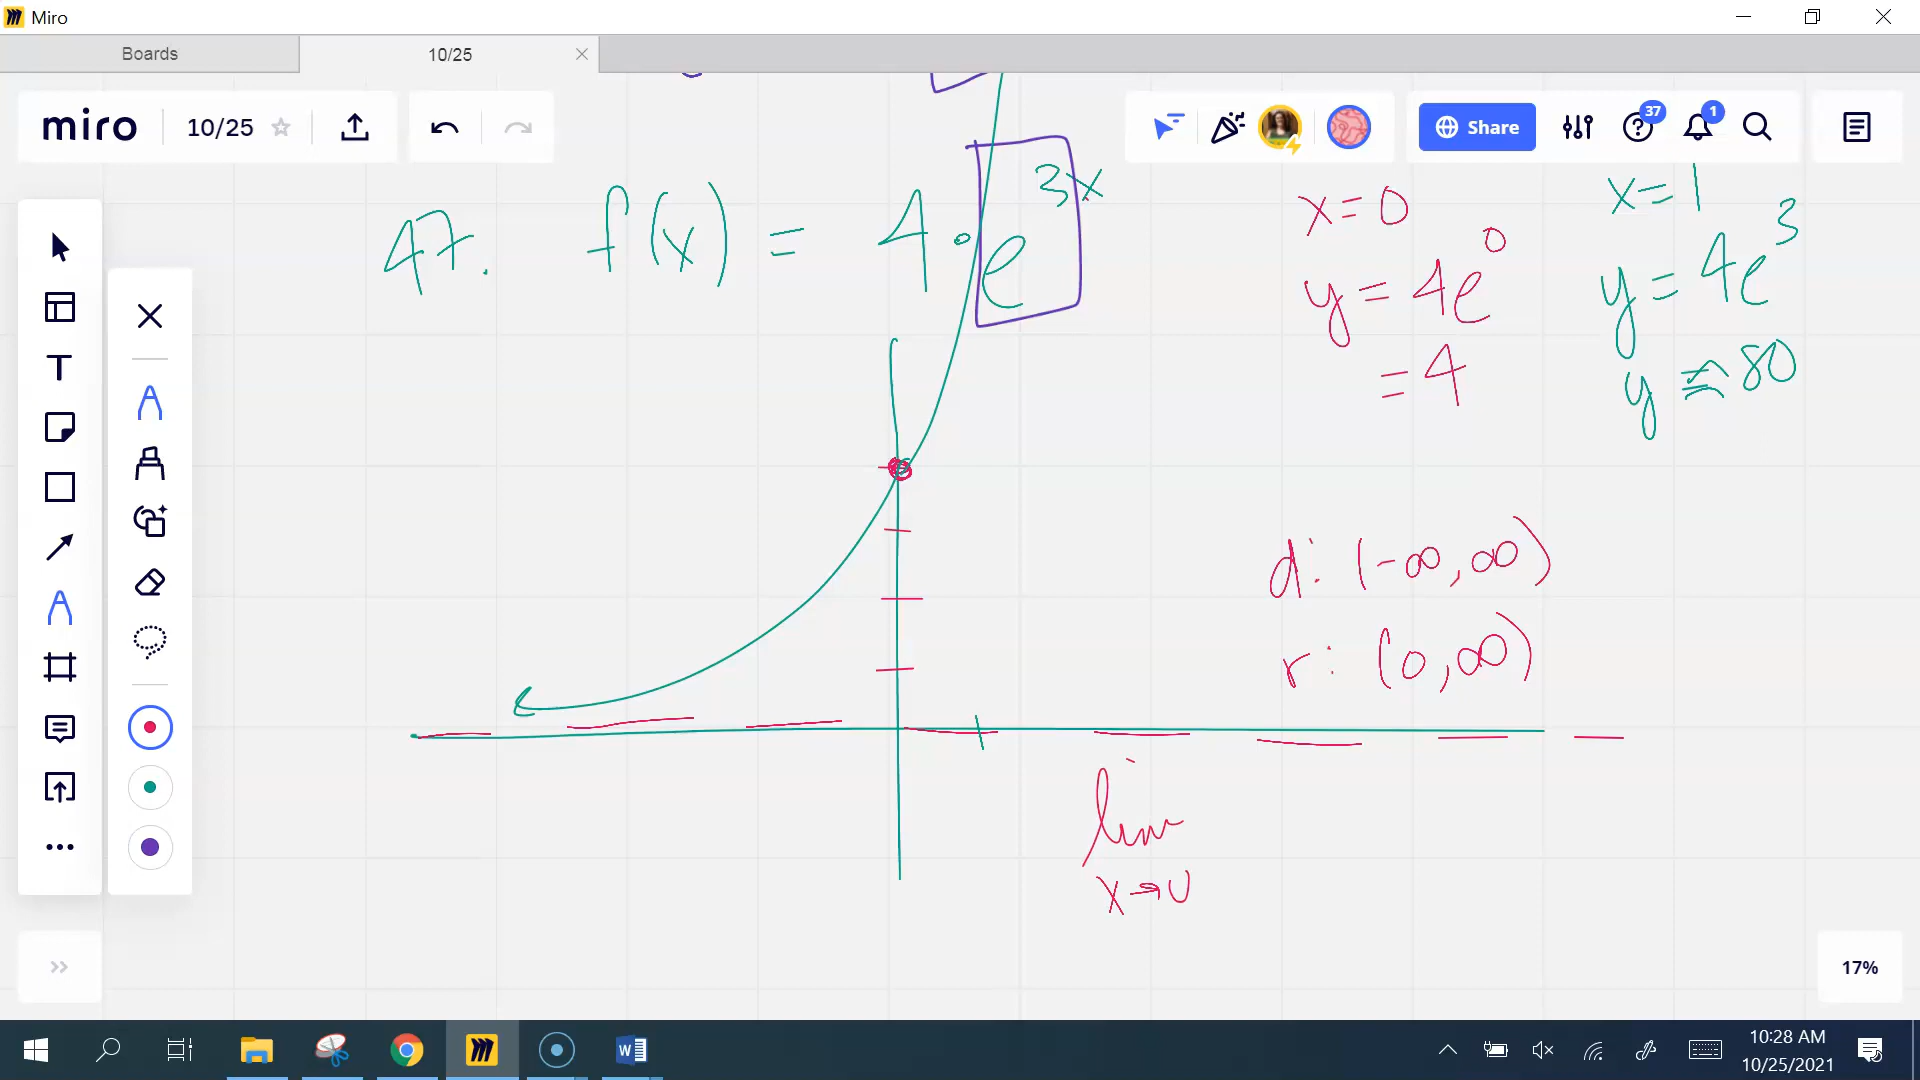 Miro
Boards
10/25
miro
10/25
Share
37
1
47. f(x) = 4·e^3x
x = 0
y = 4e^0
= 4
x = 1
y = 4e^3
y ≈ 80
d: (-∞, ∞)
r: (0, ∞)
lim
x→0
T
17%
10:28 AM
10/25/2021